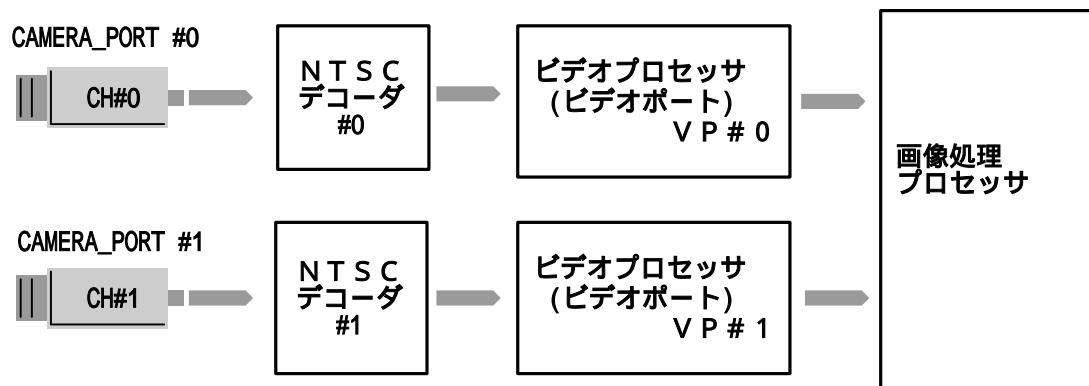 CAMERA_PORT #0
CH#0
ＮＴＳＣ
デコーダ
#0
ビデオプロセッサ
(ビデオポート)
ＶＰ＃０
画像処理
プロセッサ
CAMERA_PORT #1
CH#1
ＮＴＳＣ
デコーダ
#1
ビデオプロセッサ
(ビデオポート)
ＶＰ＃１